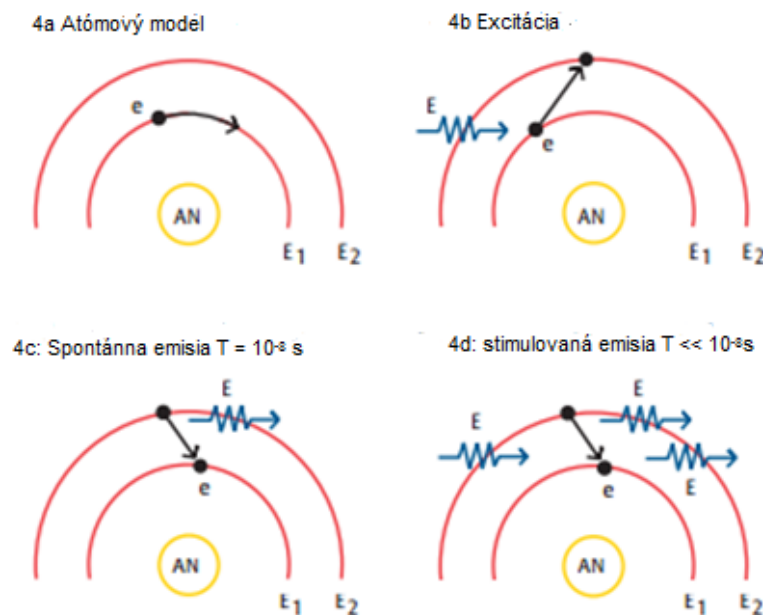 4a Atómový model
e
AN
E₁ E₂
4b Excitácia
E
e
AN
E₁ E₂
4c: Spontánna emisia T = 10⁻⁸ s
E
e
AN
E₁ E₂
4d: stimulovaná emisia T << 10⁻⁸s
E
E
E
e
AN
E₁ E₂